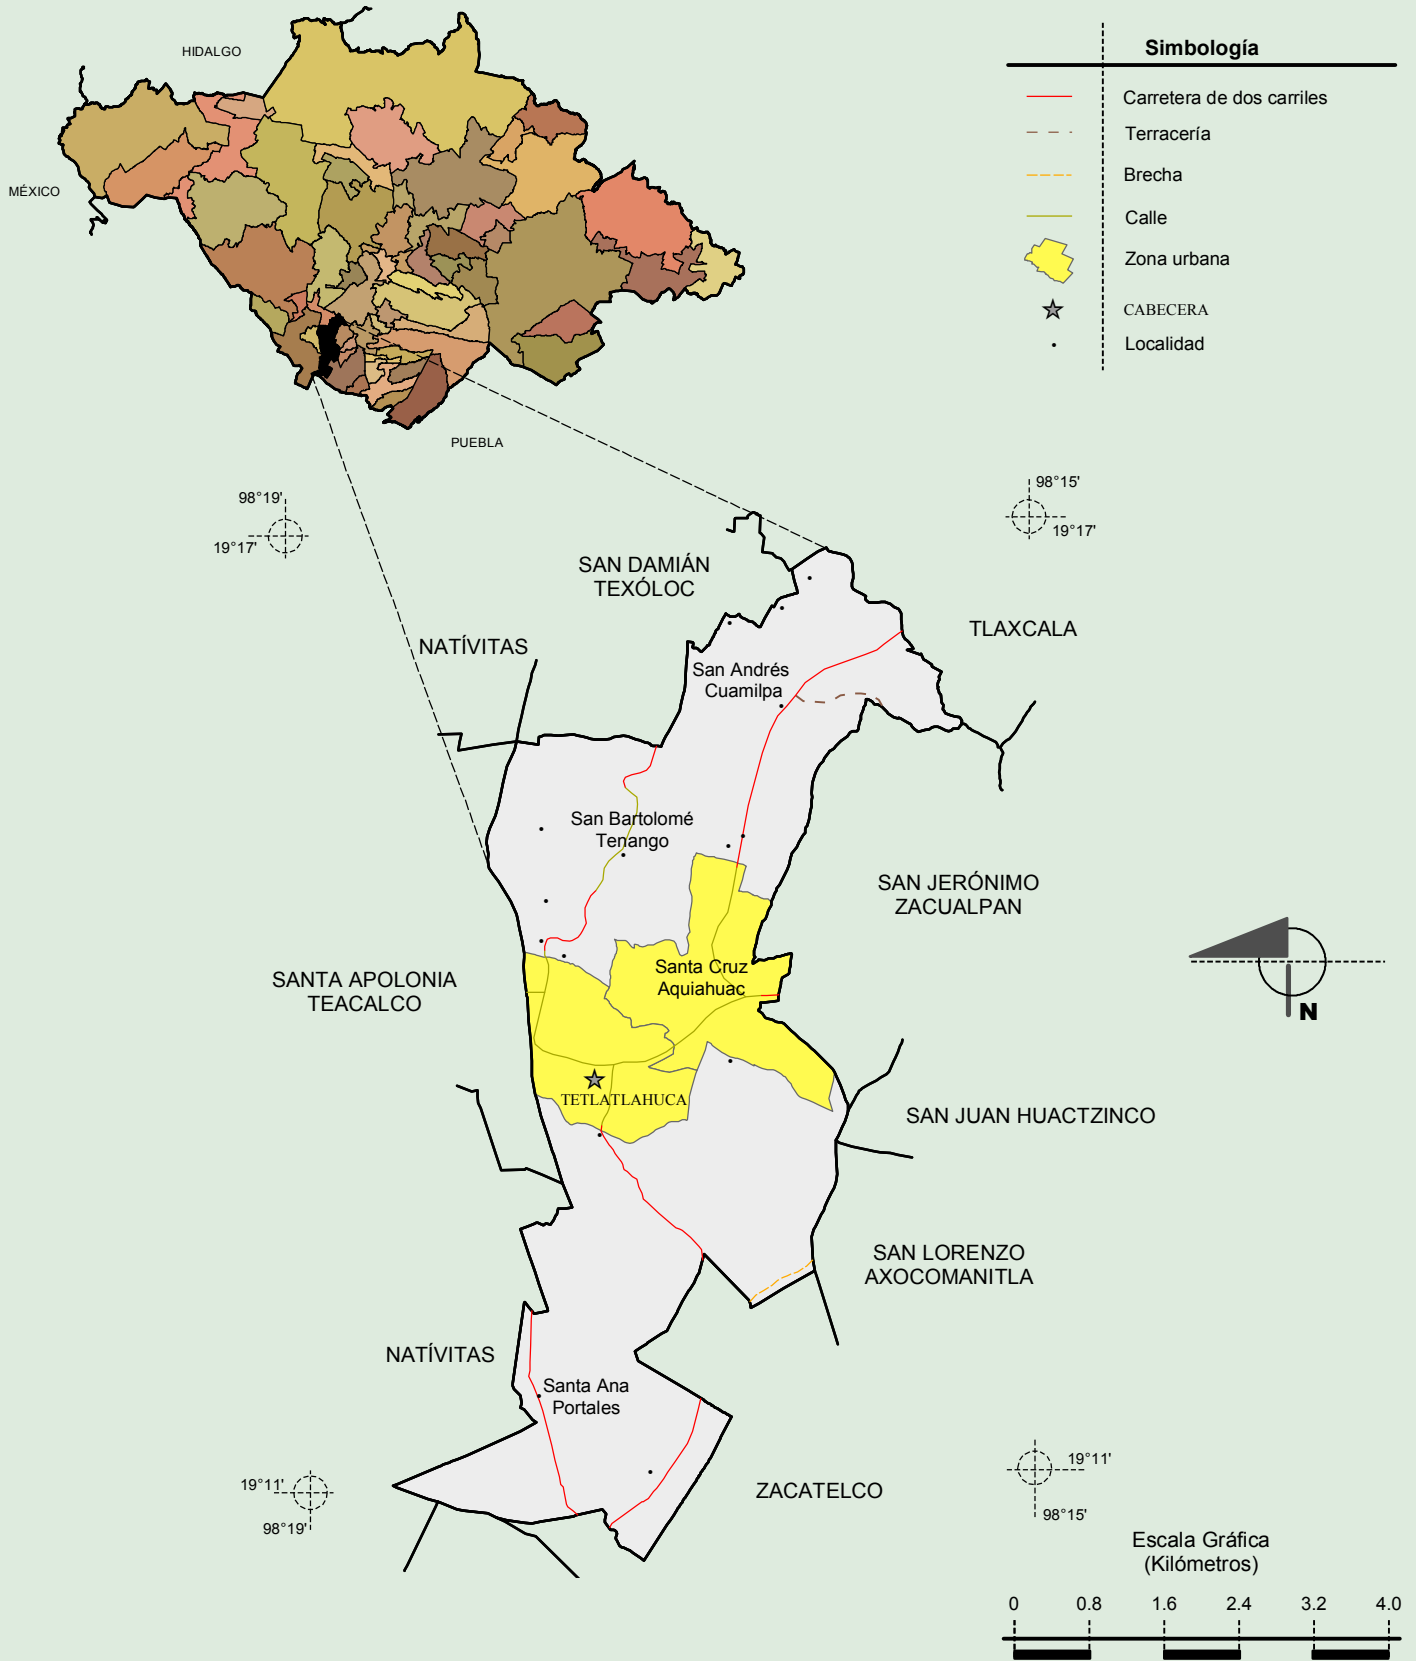 HIDALGO
MÉXICO
PUEBLA
Simbología
Carretera de dos carriles
Terracería
Brecha
Calle
Zona urbana
CABECERA
Localidad
98°19'
19°17'
98°15'
19°17'
SAN DAMIÁN
TEXÓLOC
NATÍVITAS
TLAXCALA
San Andrés
Cuamilpa
San Bartolomé
Tenango
SAN JERÓNIMO
ZACUALPAN
SANTA APOLONIA
TEACALCO
Santa Cruz
Aquiahuac
N
TETLATLAHUCA
SAN JUAN HUACTZINCO
SAN LORENZO
AXOCOMANITLA
NATÍVITAS
Santa Ana
Portales
ZACATELCO
19°11'
98°19'
19°11'
98°15'
Escala Gráfica
(Kilómetros)
0 0.8 1.6 2.4 3.2 4.0